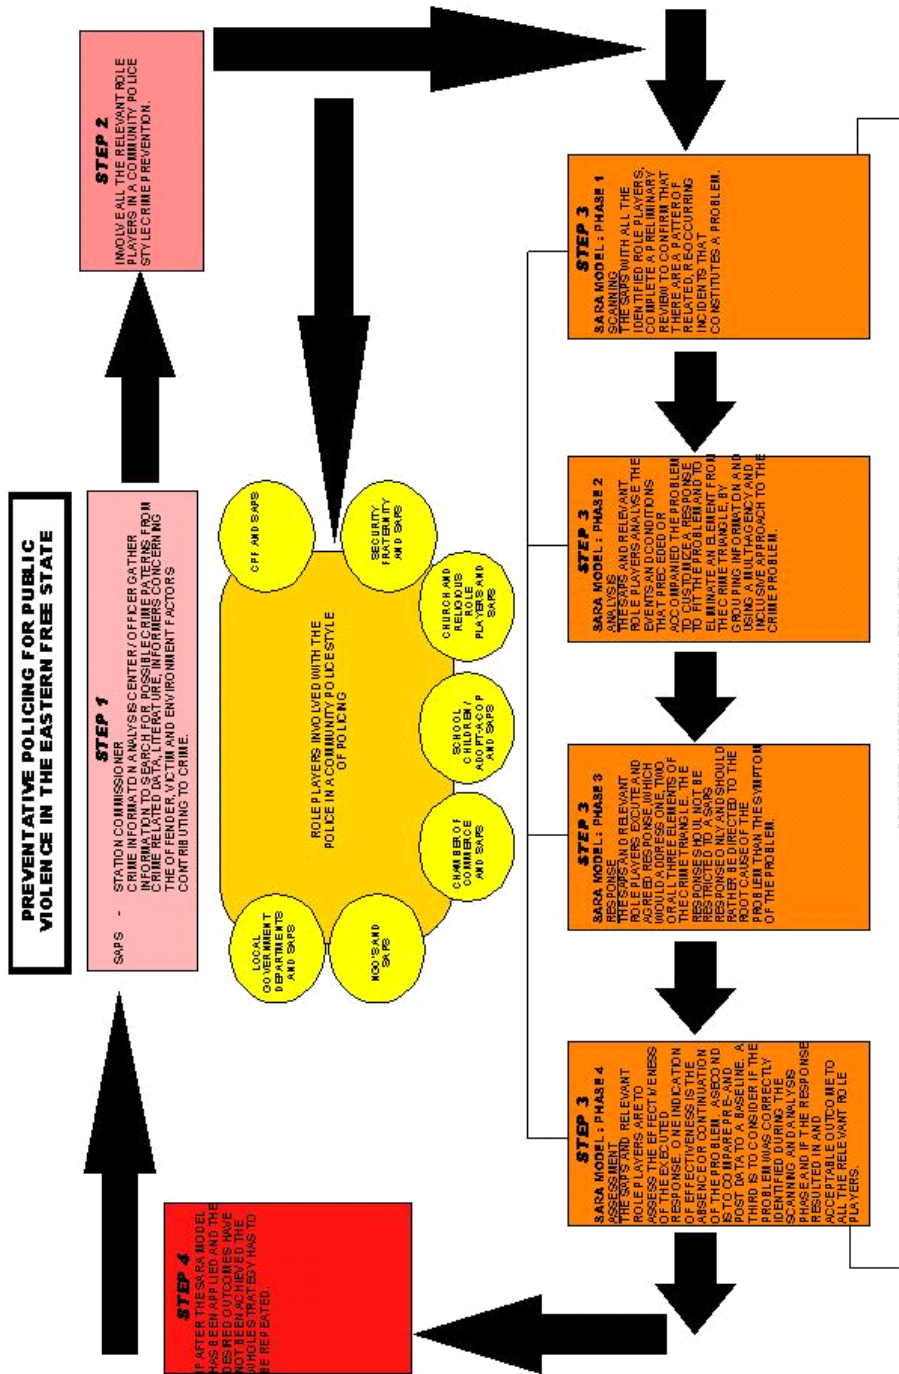 PREVENTATIVE POLICING FOR PUBLIC
VIOLENCE IN THE EASTERN FREE STATE
STEP 1
SAPS - STATION COMMISSIONER
CRIME INFORMATION ANALYSIS CENTER / OFFICER GATHER
INFORMATION TO SEARCH FOR POSSIBLE CRIME PATERNS FROM
CRIME RELATED DATA, LITERATURE, INFORMERS CONCERNING
THE OFFENDER, VICTIM AND ENVIRONMENT FACTORS
CONTRIBUTING TO CRIME.
STEP 2
INVOLVE ALL THE RELEVANT ROLE
PLAYERS IN A COMMUNITY POLICE
STYLE CRIME PREVENTION.
ROLE PLAYERS INVOLVED WITH THE
POLICE IN A COMMUNITY POLICE STYLE
OF POLICING
LOCAL
GOVERNMENT
DEPARTMENTS
AND SAPS
NGO'S AND
SAPS
CHAMBER OF
COMMERCE
AND SAPS
SCHOOL
CHILDREN/
ADOPT-A-COP
AND SAPS
CHURCH AND
RELIGIOUS
ROLE
PLAYERS AND
SAPS
SECURITY
FRATERNITY
AND SAPS
CPF AND SAPS
STEP 3
SARA MODEL : PHASE 1
SCANNING
THE SAPS WITH ALL THE
IDENTIFIED ROLE PLAYERS,
COMPLETE A PRELIMINARY
REVIEW TO CONFIRM THAT
THERE ARE A PATTER OF
RELATED, RE-OCCURRING
INCIDENTS THAT
CONSTITUTES A PROBLEM.
STEP 3
SARA MODEL : PHASE 2
ANALYSIS
THE SAPS AND RELEVANT
ROLE PLAYERS ANALYSE THE
EVENTS AND CONDITIONS
THAT PRECEDED OR
ACCOMPANIED THE PROBLEM
TO CUSTOMIZE A RESPONSE
TO FIT THE PROBLEM AND TO
ELIMINATE AN ELEMENT FROM
THE CRIME TRIANGLE, BY
GROUPING INFORMATION AND
USING A MULTI-AGENCY AND
INCLUSIVE APPROACH TO THE
CRIME PROBLEM.
STEP 3
SARA MODEL : PHASE 3
RESPONSE
THE SAPS AND RELEVANT
ROLE PLAYERS EXCUTE AND
AGREED RESPONSE, WHICH
WOULD ADDRESS ONE, TWO
OR ALL THREE ELEMENTS OF
THE CRIME TRIANGLE. THE
RESPONSE SHOUL NOT BE
RESTRICTED TO A SAPS
RESPONSE ONLY AND SHOULD
RATHER BE DIRECTED TO THE
ROOT CAUSE OF THE
PROBLEM THAN THE SYMPTOM
OF THE PROBLEM.
STEP 3
SARA MODEL : PHASE 4
ASSESSMENT
THE SAPS AND RELEVANT
ROLE PLAYERS ARE TO
ASSESS THE EFFECTIVENESS
OF THE EXECUTED
RESPONSE. ONE INDICATION
OF EFFECTIVENESS IS THE
ABSENCE OR CONTINUATION
OF THE PROBLEM. A SECOND
IS TO COMPARE PRE- AND
POST DATA TO A BASELINE. A
THIRD IS TO CONSIDER IF THE
PROBLEM WAS CORRECTLY
IDENTIFIED DURING THE
SCANNING AND ANALYSIS
PHASE AND IF THE RESPONSE
RESULTED IN AND
ACCEPTABLE OUTCOME TO
ALL THE RELEVANT ROLE
PLAYERS.
STEP 4
IF AFTER THE SARA MODEL
HAS BEEN APPLIED AND THE
DESIRED OUTCOMES HAVE
NOT BEEN ACHIEVED THE
WHOLE STRATEGY HAS TO
BE REPEATED.